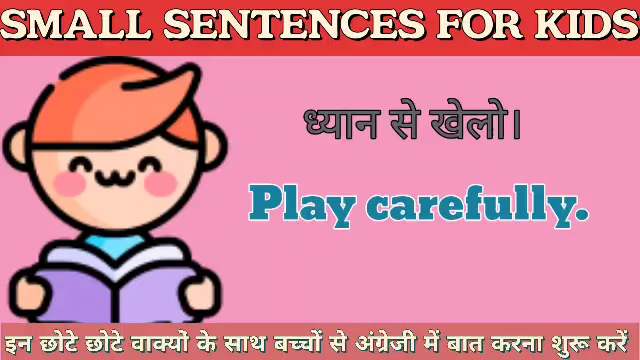 SMALL SENTENCES FOR KIDS
ध्यान से खेलो।
Play carefully.
इन छोटे छोटे वाक्यों के साथ बच्चों से अंग्रेजी में बात करना शुरू करें